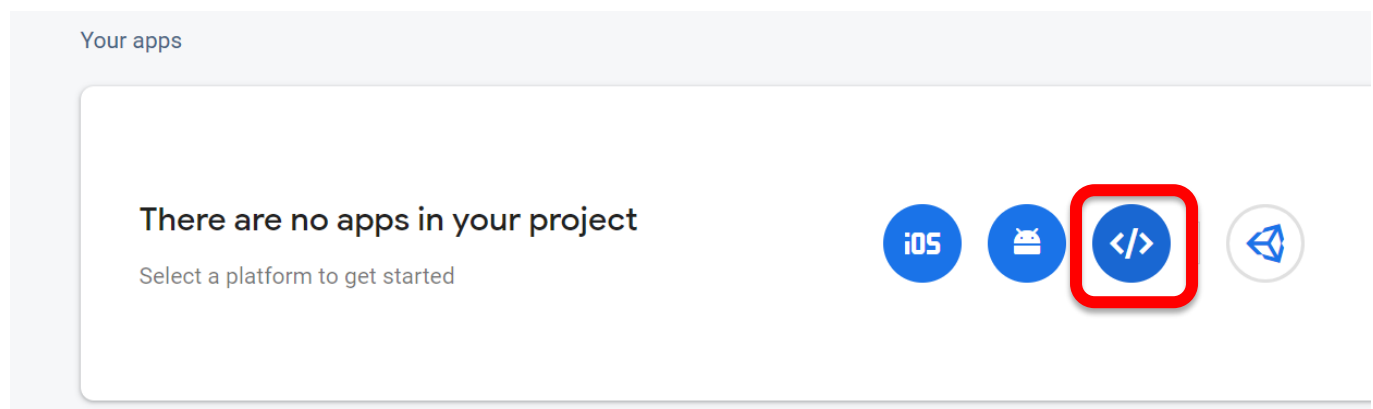 Your apps
There are no apps in your project
Select a platform to get started
iOS
</>